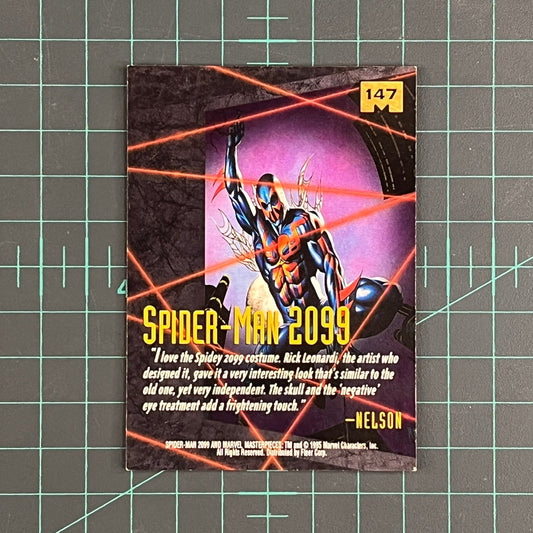 147
SPIDER-MAN 2099
"I love the Spidey 2099 costume. Rick Leonardi, the artist who
designed it, gave it a very interesting look that's similar to the
old one, yet very independent. The skull and the 'negative'
eye treatment add a frightening touch."
—NELSON
SPIDER-MAN 2099 AND MARVEL MASTERPIECES: TM and © 1995 Marvel Characters, Inc.
All Rights Reserved. Distributed by Fleer Corp.